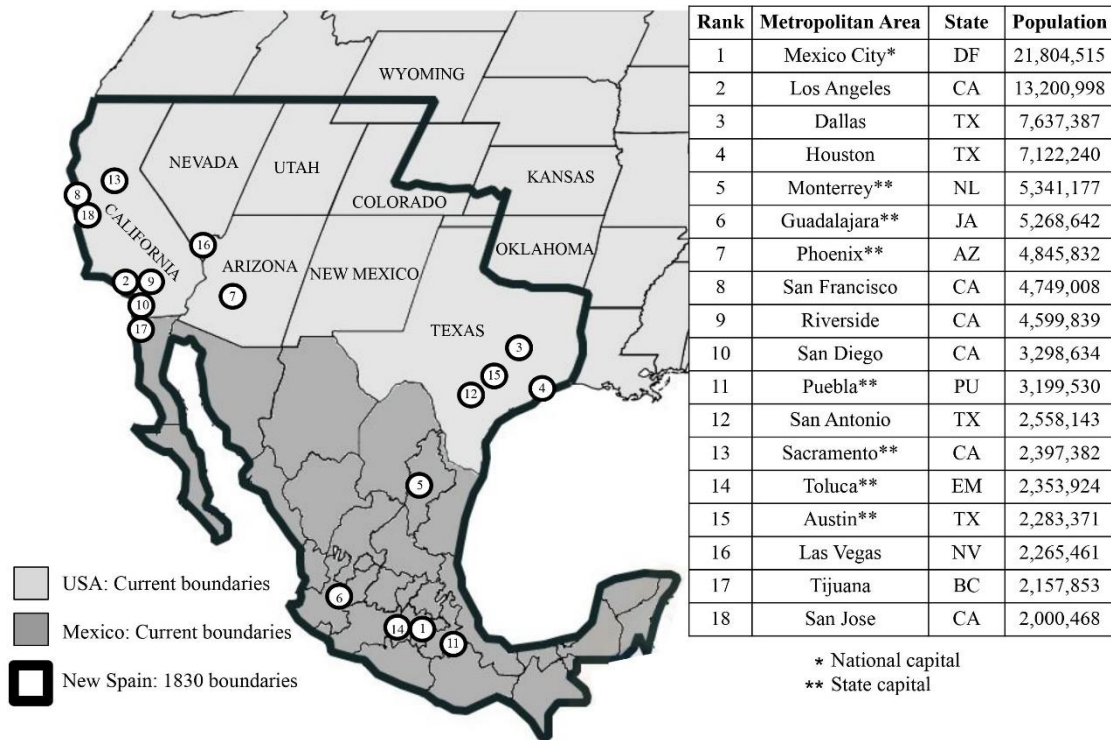 WYOMING
NEVADA
UTAH
COLORADO
KANSAS
CALIFORNIA
ARIZONA
NEW MEXICO
OKLAHOMA
TEXAS
8
13
18
16
2
9
10
17
7
3
15
12
4
5
6
14
1
11
USA: Current boundaries
Mexico: Current boundaries
New Spain: 1830 boundaries
Rank Metropolitan Area State Population
1 Mexico City* DF 21,804,515
2 Los Angeles CA 13,200,998
3 Dallas TX 7,637,387
4 Houston TX 7,122,240
5 Monterrey** NL 5,341,177
6 Guadalajara** JA 5,268,642
7 Phoenix** AZ 4,845,832
8 San Francisco CA 4,749,008
9 Riverside CA 4,599,839
10 San Diego CA 3,298,634
11 Puebla** PU 3,199,530
12 San Antonio TX 2,558,143
13 Sacramento** CA 2,397,382
14 Toluca** EM 2,353,924
15 Austin** TX 2,283,371
16 Las Vegas NV 2,265,461
17 Tijuana BC 2,157,853
18 San Jose CA 2,000,468
* National capital
** State capital